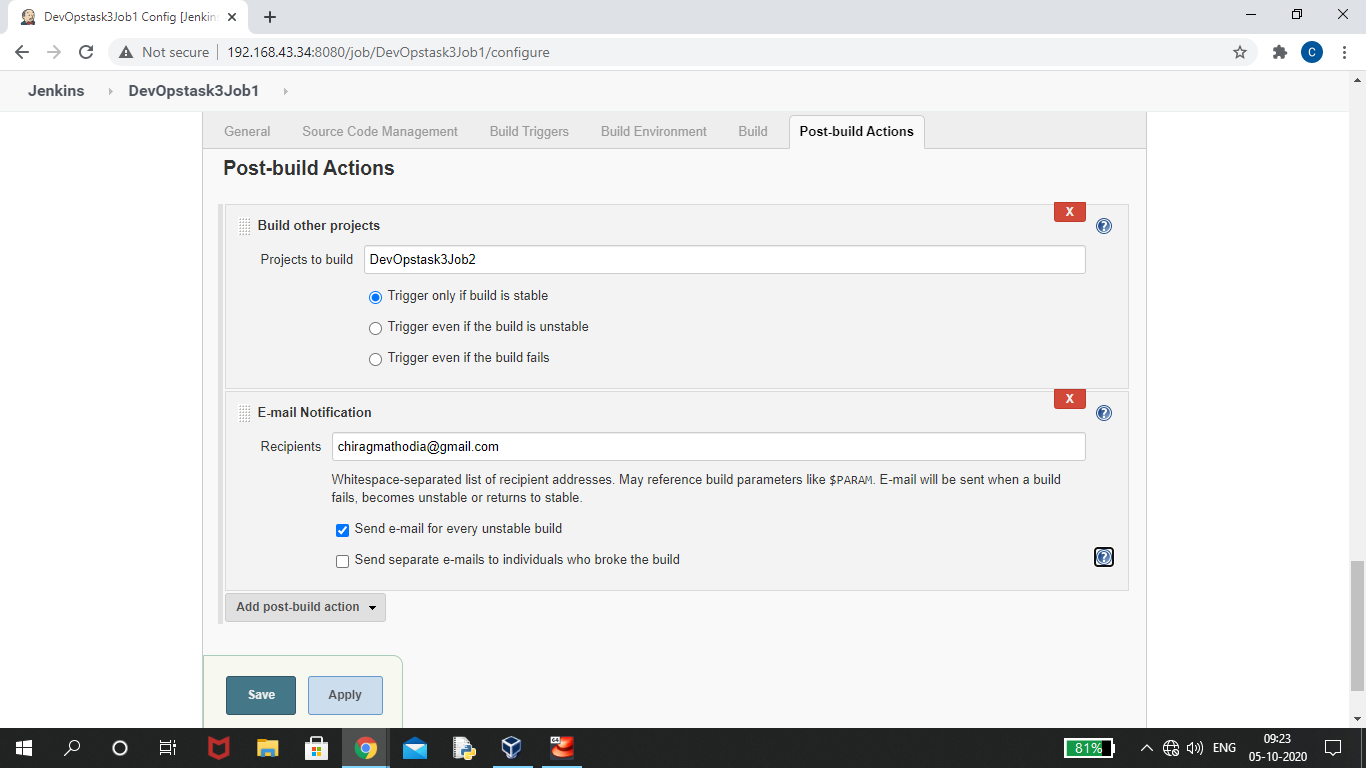 DevOpstask3Job1 Config [Jenkin
Not secure
192.168.43.34:8080/job/DevOpstask3Job1/configure
C
Jenkins
DevOpstask3Job1
General
Source Code Management
Build Triggers
Build Environment
Build
Post-build Actions
Post-build Actions
X
Build other projects
?
Projects to build
DevOpstask3Job2
Trigger only if build is stable
Trigger even if the build is unstable
Trigger even if the build fails
X
E-mail Notification
?
Recipients
chiragmathodia@gmail.com
Whitespace-separated list of recipient addresses. May reference build parameters like $PARAM. E-mail will be sent when a build
fails, becomes unstable or returns to stable.
Send e-mail for every unstable build
Send separate e-mails to individuals who broke the build
?
Add post-build action
Save
Apply
64
81%
ENG
09:23
05-10-2020